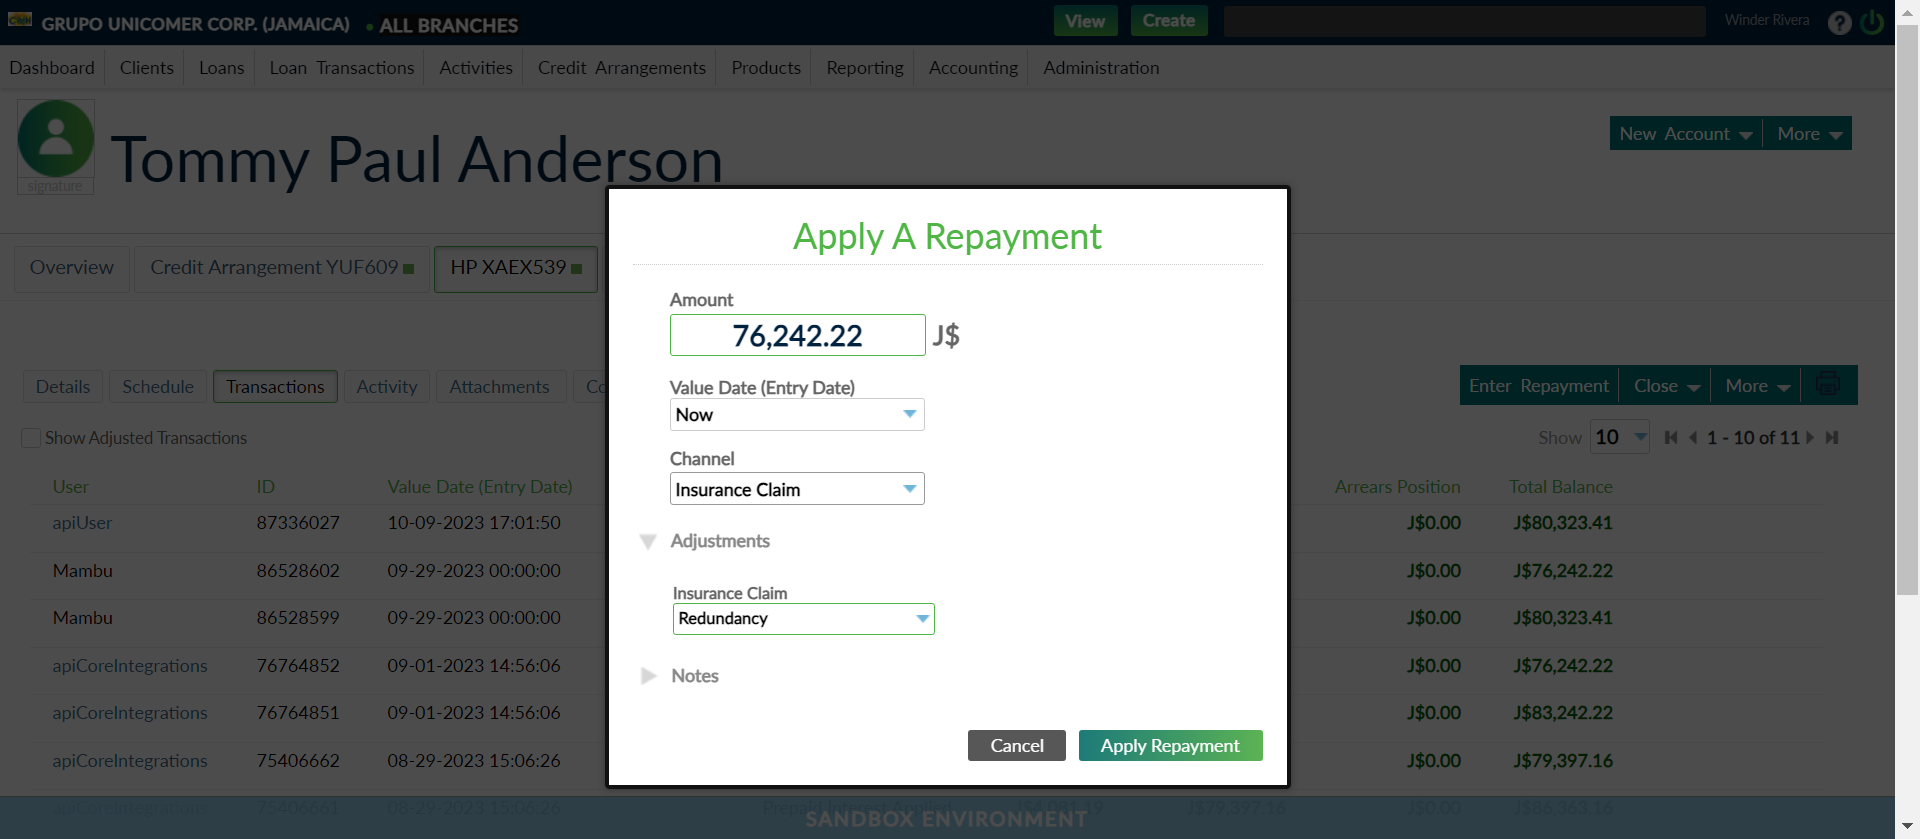 GRUPO UNICOMER CORP. (JAMAICA) • ALL BRANCHES View Create Winder Rivera ?
Dashboard Clients Loans Loan Transactions Activities Credit Arrangements Products Reporting Accounting Administration
signature
Tommy Paul Anderson
New Account More
Overview Credit Arrangement YUF609 HP XAEX539
Apply A Repayment
Amount
76,242.22 J$
Value Date (Entry Date)
Now
Channel
Insurance Claim
Adjustments
Insurance Claim
Redundancy
Notes
Cancel Apply Repayment
Details Schedule Transactions Activity Attachments Co
Enter Repayment Close More
Show Adjusted Transactions
Show 10 1 - 10 of 11
User ID Value Date (Entry Date) Arrears Position Total Balance
apiUser 87336027 10-09-2023 17:01:50 J$0.00 J$80,323.41
Mambu 86528602 09-29-2023 00:00:00 J$0.00 J$76,242.22
Mambu 86528599 09-29-2023 00:00:00 J$0.00 J$80,323.41
apiCoreIntegrations 76764852 09-01-2023 14:56:06 J$0.00 J$76,242.22
apiCoreIntegrations 76764851 09-01-2023 14:56:06 J$0.00 J$83,242.22
apiCoreIntegrations 75406662 08-29-2023 15:06:26 J$0.00 J$79,397.16
apiCoreIntegrations 75406661 08-29-2023 15:06:26 Prepaid Interest Applied J$4,081.19 J$79,397.16 J$0.00 J$86,363.16
SANDBOX ENVIRONMENT